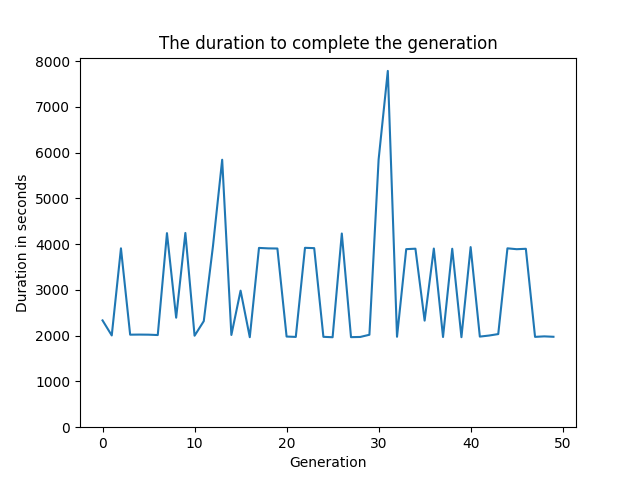 The duration to complete the generation
8000
7000
6000
5000
4000
3000
2000
1000
0
Duration in seconds
0 10 20 30 40 50
Generation